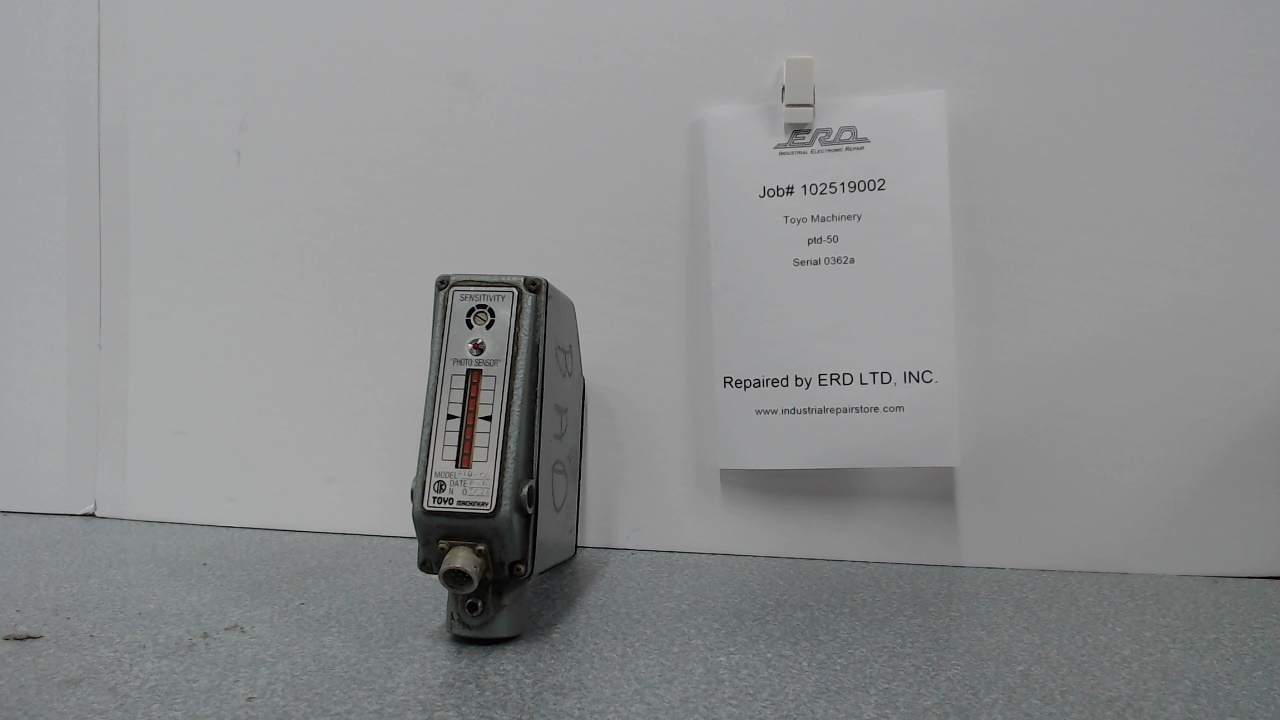 ERD
INDUSTRIAL ELECTRONIC REPAIR
Job# 102519002
Toyo Machinery
ptd-50
Serial 0362a
Repaired by ERD LTD, INC.
www.industrialrepairstore.com
SENSITIVITY
"PHOTO SENSOR"
MODEL
DATE
N O
TOYO MACHINERY